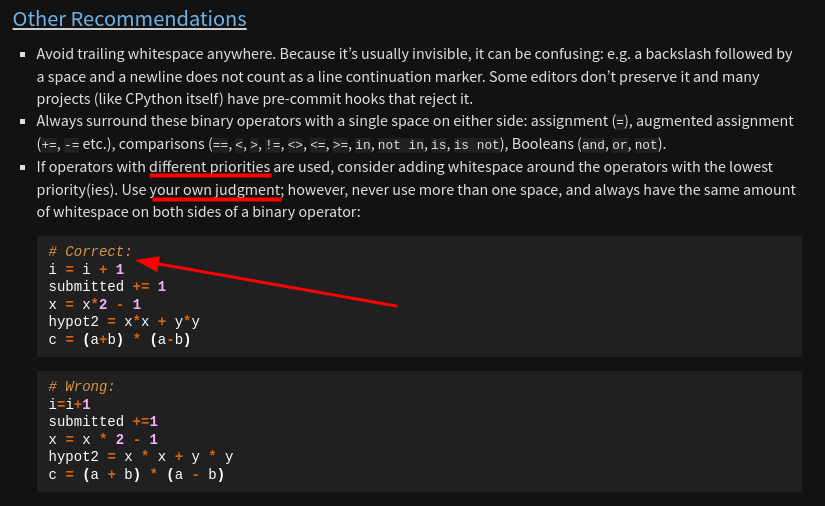 Other Recommendations
▪ Avoid trailing whitespace anywhere. Because it’s usually invisible, it can be confusing: e.g. a backslash followed by
a space and a newline does not count as a line continuation marker. Some editors don’t preserve it and many
projects (like CPython itself) have pre-commit hooks that reject it.
▪ Always surround these binary operators with a single space on either side: assignment (=), augmented assignment
(+=, -= etc.), comparisons (==, <, >, !=, <>, <=, >=, in, not in, is, is not), Booleans (and, or, not).
▪ If operators with different priorities are used, consider adding whitespace around the operators with the lowest
priority(ies). Use your own judgment; however, never use more than one space, and always have the same amount
of whitespace on both sides of a binary operator:
# Correct:
i = i + 1
submitted += 1
x = x*2 - 1
hypot2 = x*x + y*y
c = (a+b) * (a-b)
# Wrong:
i=i+1
submitted +=1
x = x * 2 - 1
hypot2 = x * x + y * y
c = (a + b) * (a - b)